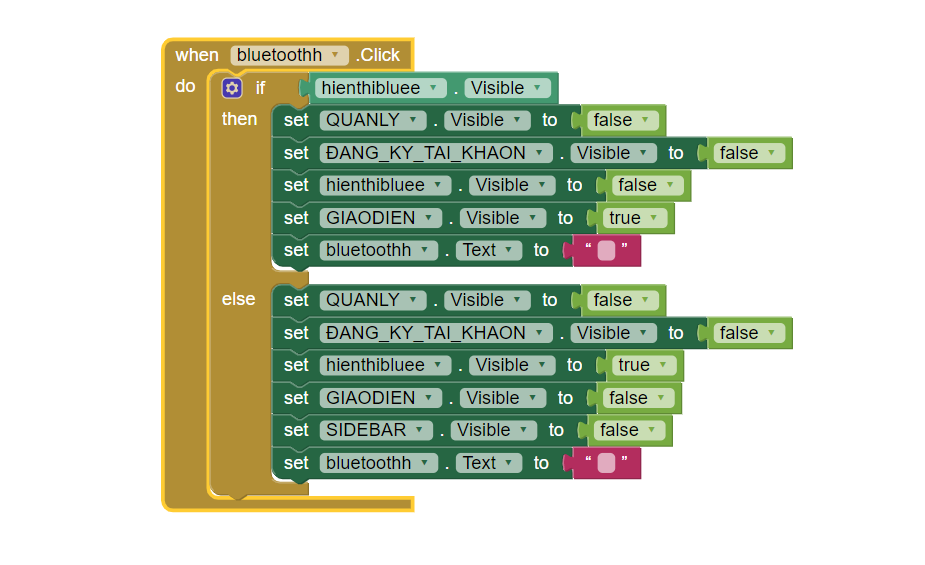 when bluetoothh .Click
do if hienthibluee . Visible
then set QUANLY . Visible to false
set ĐANG_KY_TAI_KHAON . Visible to false
set hienthibluee . Visible to false
set GIAODIEN . Visible to true
set bluetoothh . Text to “ ”
else set QUANLY . Visible to false
set ĐANG_KY_TAI_KHAON . Visible to false
set hienthibluee . Visible to true
set GIAODIEN . Visible to false
set SIDEBAR . Visible to false
set bluetoothh . Text to “ ”